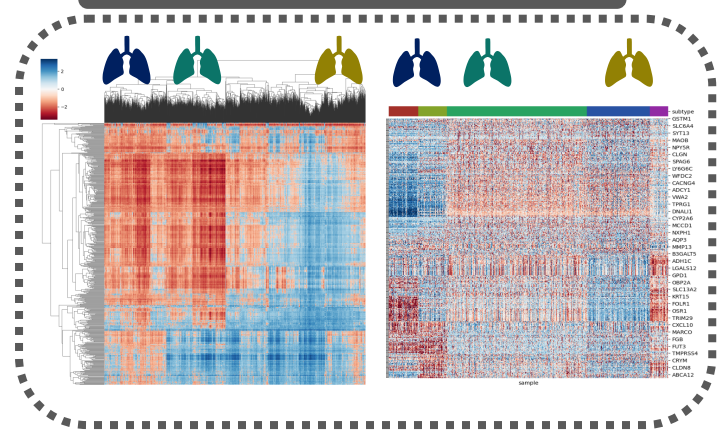 2
0
−2
subtype
GSTM1
SLC6A4
SYT13
MAOB
NPY5R
CLGN
SPAG6
LY6G6C
WFDC2
CACNG4
ADCY1
VWA2
TPRG1
DNALI1
CYP2A6
MCCD1
NXPH1
AQP3
MMP13
B3GALT5
ADH1C
LGALS12
GPD1
OBP2A
SLC13A2
KRT15
FOLR1
OSR1
TRIM29
CXCL10
MARCO
FGB
FUT3
TMPRSS4
CRYM
CLDN8
ABCA12
sample